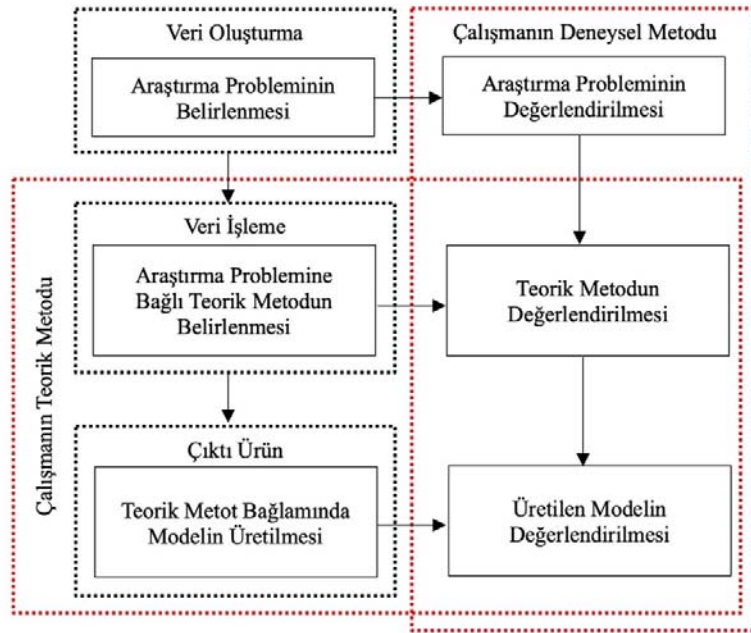 Veri Oluşturma
Araştırma Probleminin
Belirlenmesi
Çalışmanın Deneysel Metodu
Araştırma Probleminin
Değerlendirilmesi
Çalışmanın Teorik Metodu
Veri İşleme
Araştırma Problemine
Bağlı Teorik Metodun
Belirlenmesi
Teorik Metodun
Değerlendirilmesi
Çıktı Ürün
Teorik Metot Bağlamında
Modelin Üretilmesi
Üretilen Modelin
Değerlendirilmesi